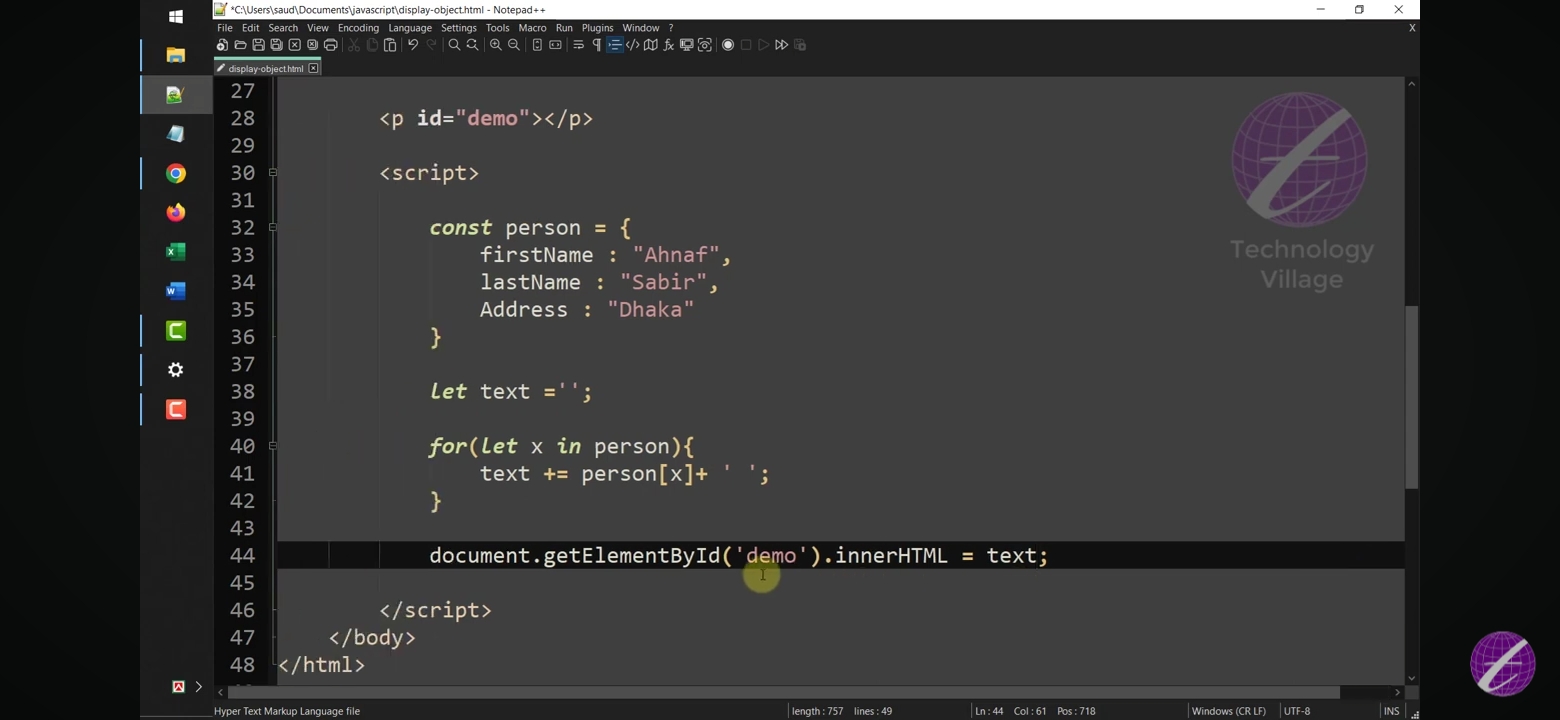 *C:\Users\saud\Documents\javascript\display-object.html - Notepad++
File Edit Search View Encoding Language Settings Tools Macro Run Plugins Window ? X
display-object.html
27
28 <p id="demo"></p>
29
30 <script>
31
32 const person = {
33 firstName : "Ahnaf",
34 lastName : "Sabir",
35 Address : "Dhaka"
36 }
37
38 let text ='';
39
40 for(let x in person){
41 text += person[x]+ ' ';
42 }
43
44 document.getElementById('demo').innerHTML = text;
45
46 </script>
47 </body>
48 </html>
Technology
Village
Hyper Text Markup Language file length : 757 lines : 49 Ln : 44 Col : 61 Pos : 718 Windows (CR LF) UTF-8 INS